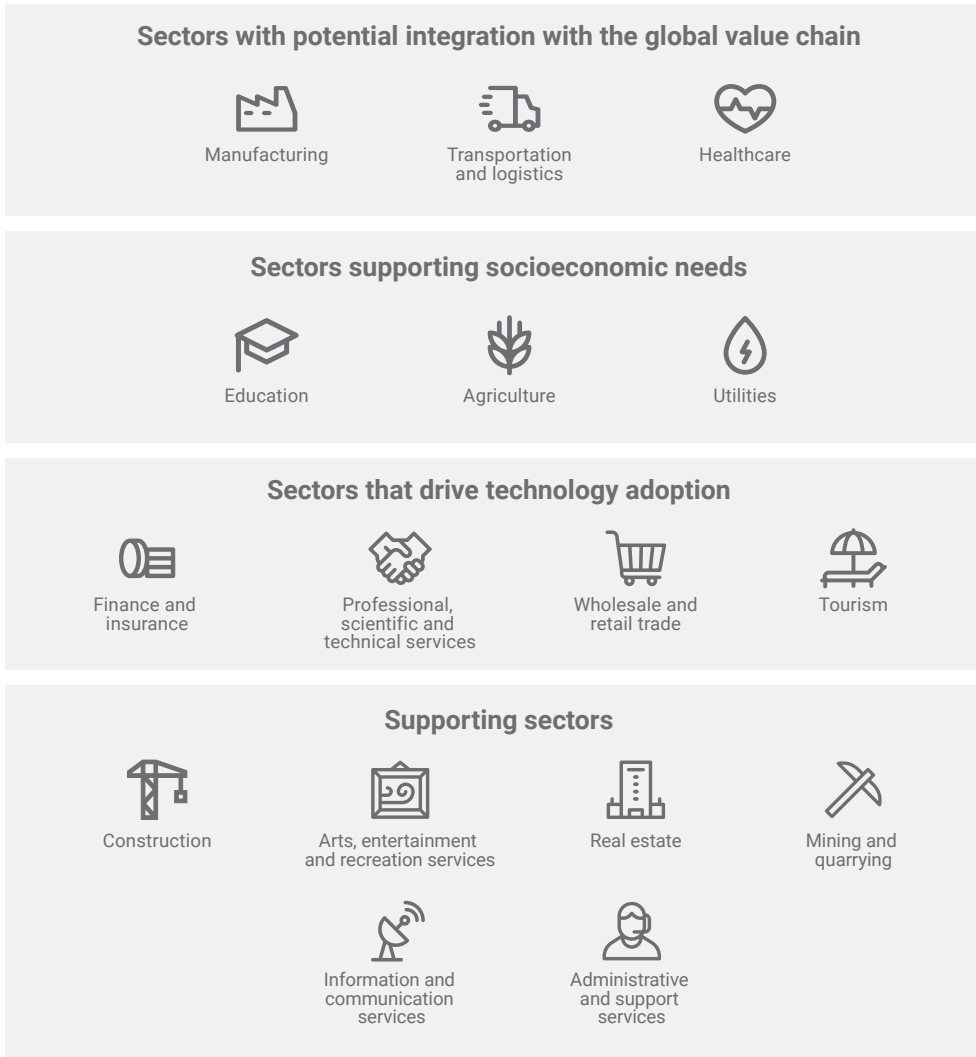 Sectors with potential integration with the global value chain
Manufacturing
Transportation
and logistics
Healthcare
Sectors supporting socioeconomic needs
Education
Agriculture
Utilities
Sectors that drive technology adoption
Finance and
insurance
Professional,
scientific and
technical services
Wholesale and
retail trade
Tourism
Supporting sectors
Construction
Arts, entertainment
and recreation services
Real estate
Mining and
quarrying
Information and
communication
services
Administrative
and support
services